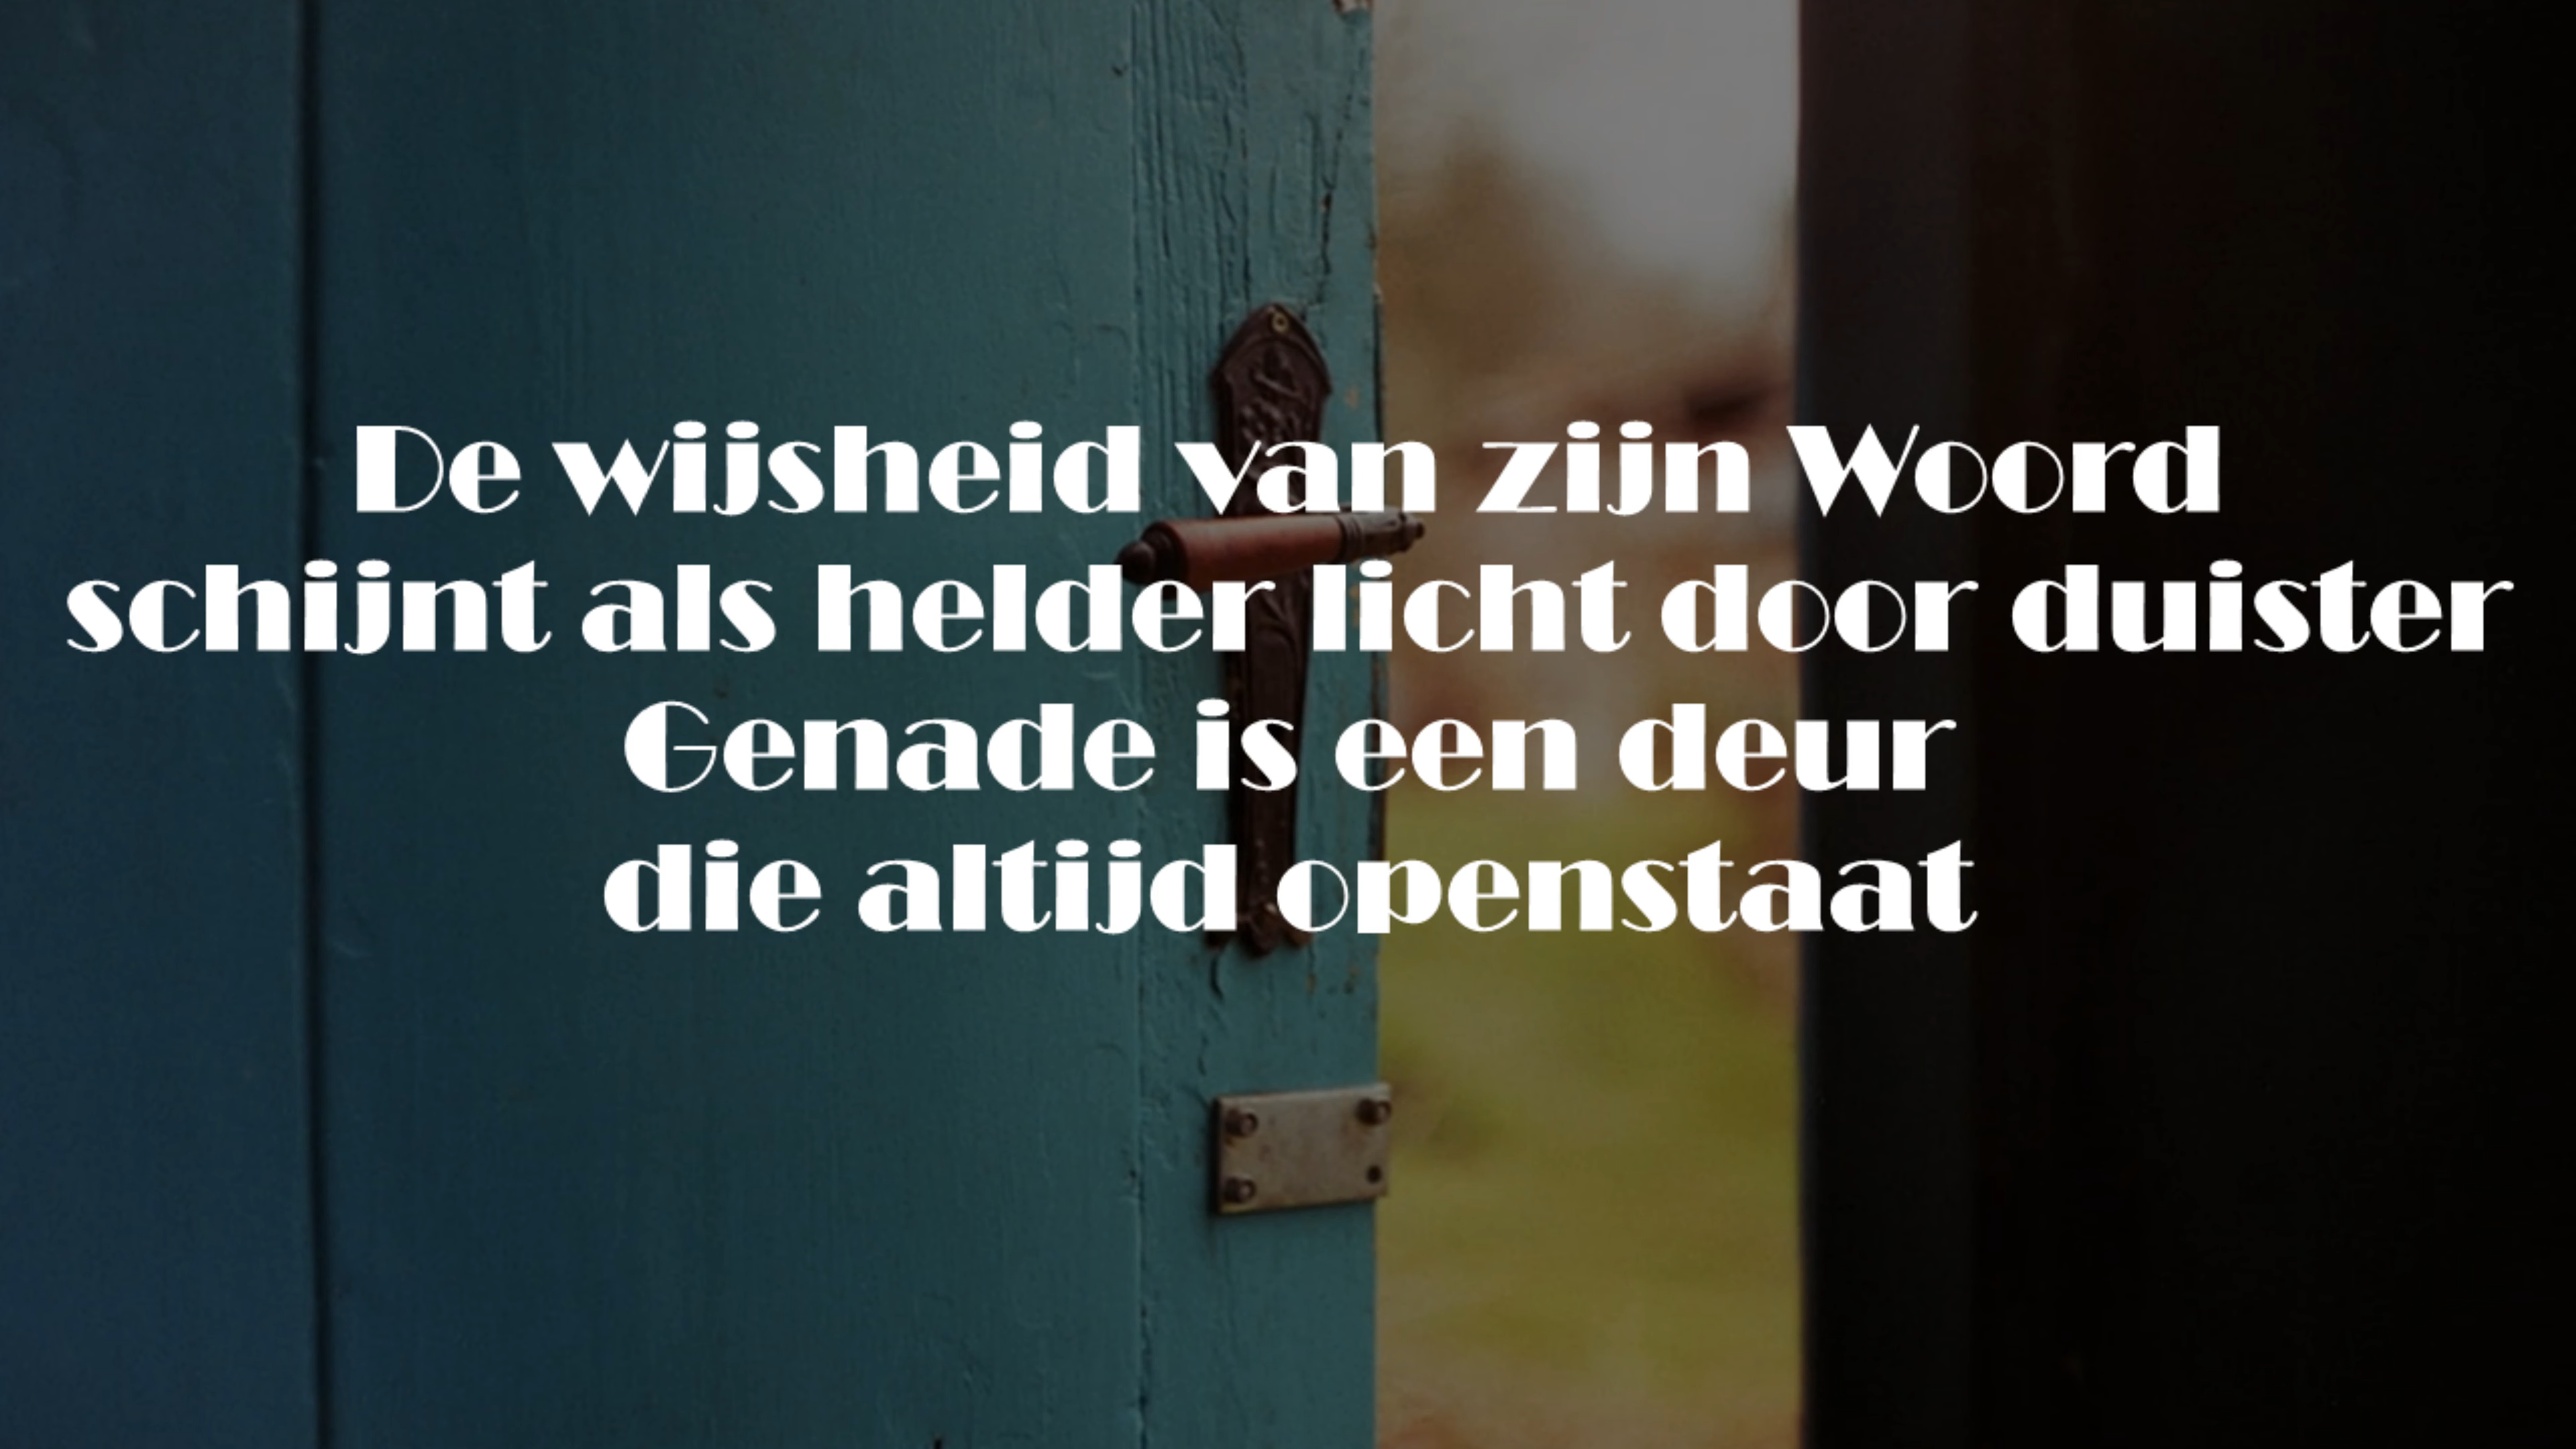 De wijsheid van zijn Woord
schijnt als helder licht door duister
Genade is een deur
die altijd openstaat